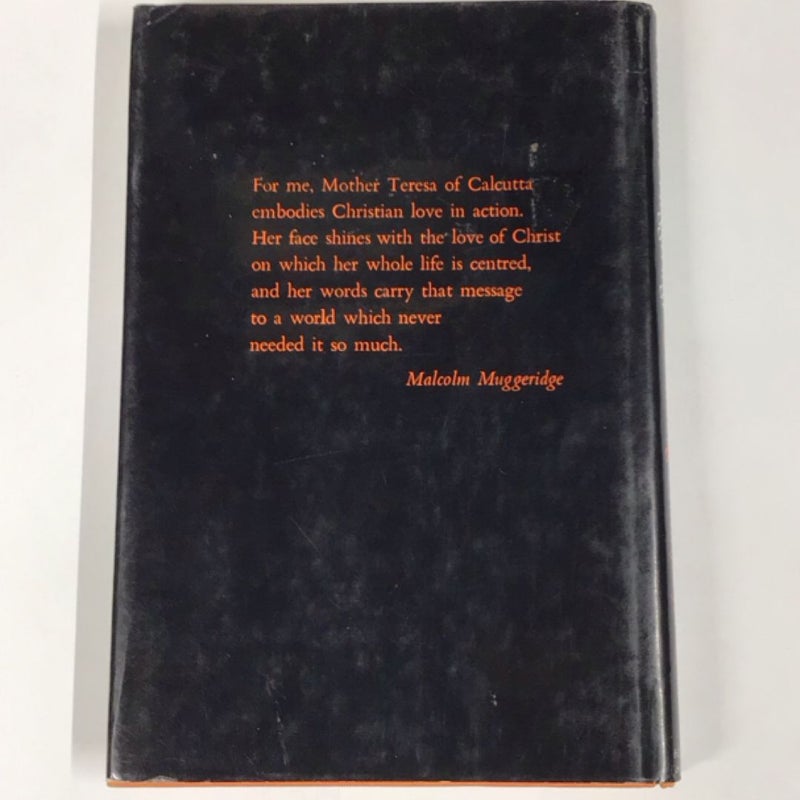 For me, Mother Teresa of Calcutta
embodies Christian love in action.
Her face shines with the love of Christ
on which her whole life is centred,
and her words carry that message
to a world which never
needed it so much.
Malcolm Muggeridge